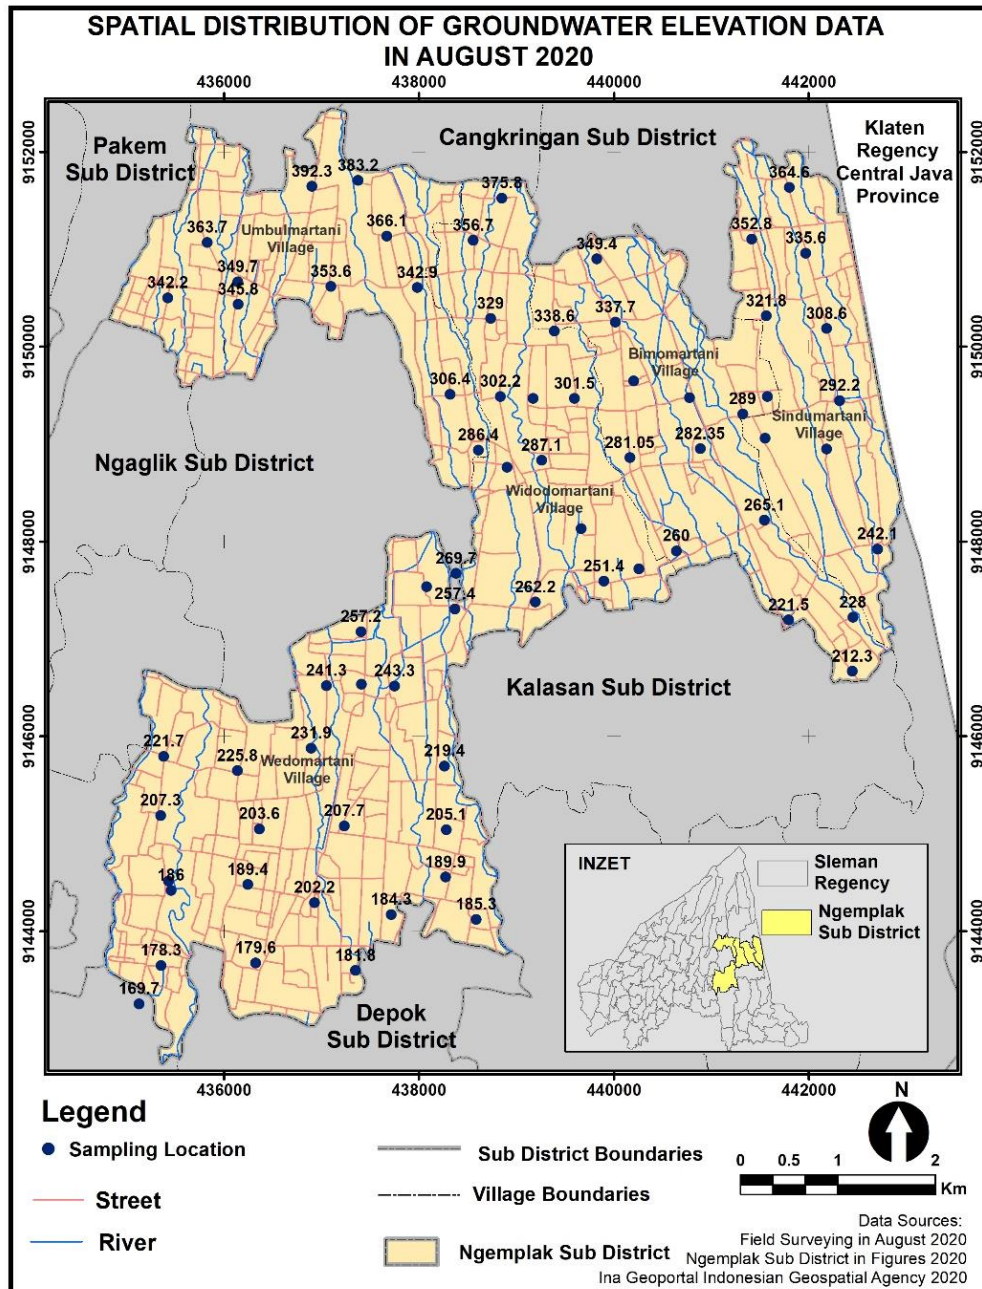 SPATIAL DISTRIBUTION OF GROUNDWATER ELEVATION DATA
IN AUGUST 2020
436000
438000
440000
442000
9152000
9152000
Pakem
Sub District
Cangkringan Sub District
Klaten
Regency
Central Java
Province
392.3
383.2
375.8
364.6
363.7
Umbulmartani
Village
366.1
356.7
349.4
352.8
335.6
342.2
349.7
345.8
353.6
342.9
329
338.6
337.7
321.8
308.6
9150000
9150000
Bimomartani
Village
306.4
302.2
301.5
289
292.2
Sindumartani
Village
Ngaglik Sub District
286.4
287.1
281.05
282.35
Widodomartani
Village
265.1
9148000
9148000
269.7
257.4
262.2
251.4
260
242.1
257.2
221.5
228
241.3
243.3
Kalasan Sub District
212.3
9146000
9146000
221.7
225.8
231.9
Wedomartani
Village
219.4
207.3
203.6
207.7
205.1
186
189.4
202.2
184.3
189.9
185.3
9144000
9144000
178.3
179.6
181.8
169.7
Depok
Sub District
INZET
Sleman
Regency
Ngemplak
Sub District
436000
438000
440000
442000
Legend
Sampling Location
Street
River
Sub District Boundaries
Village Boundaries
Ngemplak Sub District
N
0 0.5 1 2
Km
Data Sources:
Field Surveying in August 2020
Ngemplak Sub District in Figures 2020
Ina Geoportal Indonesian Geospatial Agency 2020